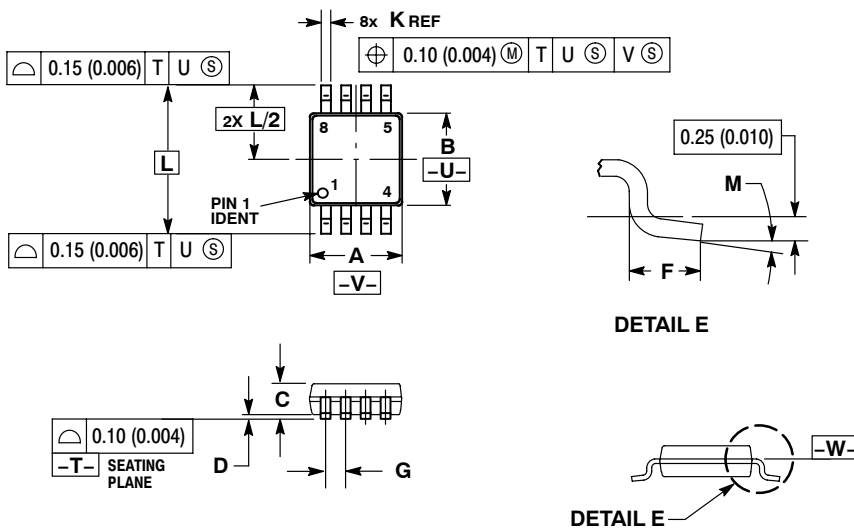 8x K REF
⌓ 0.15 (0.006) T U Ⓢ
⌖ 0.10 (0.004) Ⓜ T U Ⓢ V Ⓢ
2X L/2
8 5
B
-U-
L
PIN 1
IDENT
1 4
⌓ 0.15 (0.006) T U Ⓢ
A
-V-
0.25 (0.010)
M
F
DETAIL E
C
⌓ 0.10 (0.004)
-T- SEATING
PLANE
D
G
-W-
DETAIL E